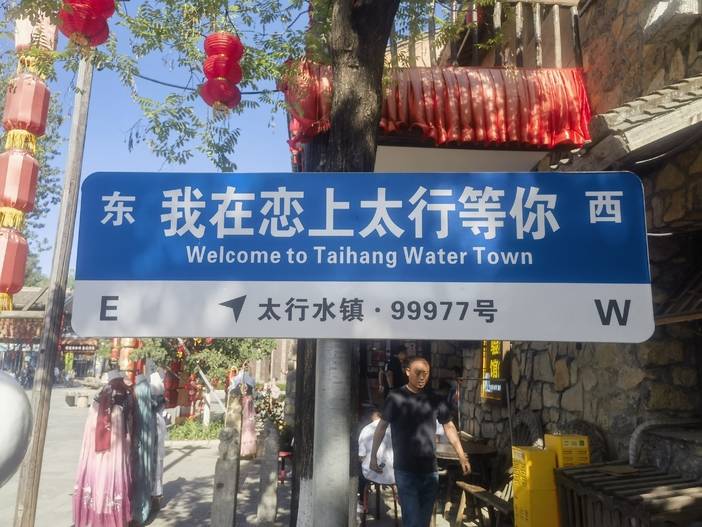 东 我在恋上太行等你 西
Welcome to Taihang Water Town
E 太行水镇·99977号 W